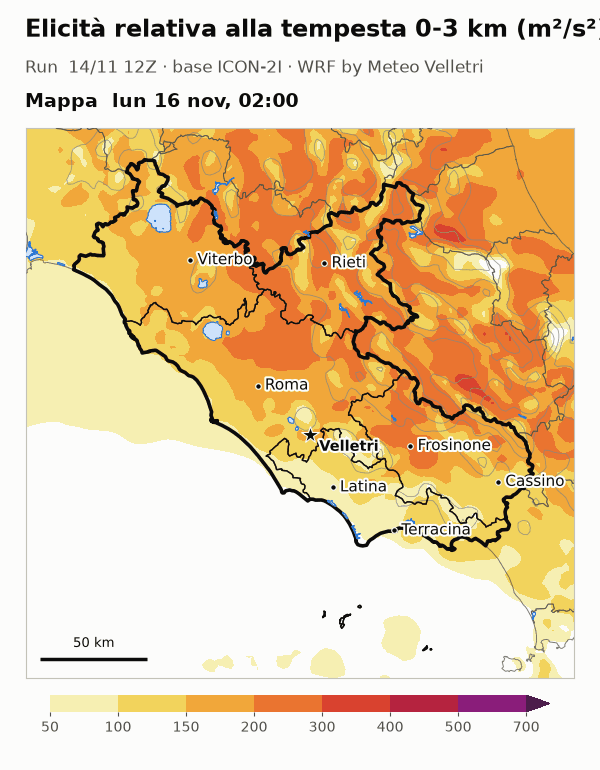 Elicità relativa alla tempesta 0-3 km (m²/s²)
Run 14/11 12Z · base ICON-2I · WRF by Meteo Velletri
Mappa lun 16 nov, 02:00
Viterbo
Rieti
Roma
Velletri
Frosinone
Latina
Cassino
Terracina
50 km
50 100 150 200 300 400 500 700